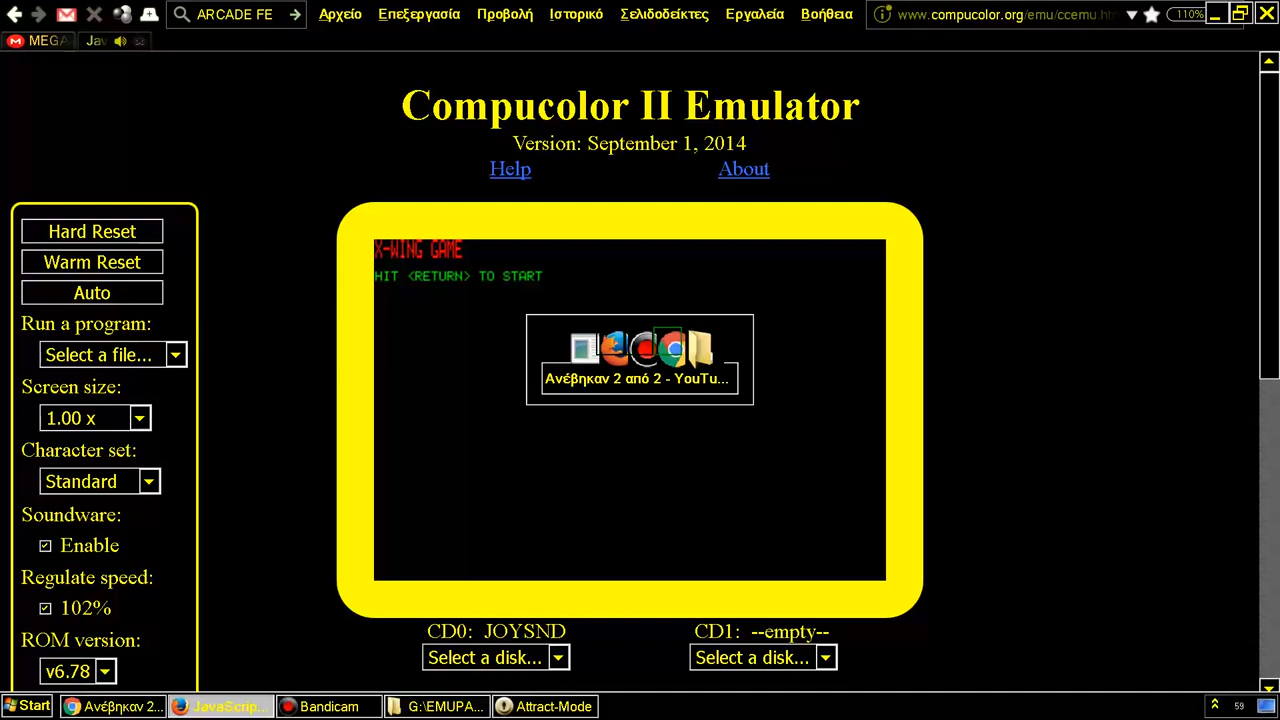 ARCADE FE
Αρχείο Επεξεργασία Προβολή Ιστορικό Σελιδοδείκτες Εργαλεία Βοήθεια
www.compucolor.org/emu/ccemu.h
110%
MEGA
Jav
Compucolor II Emulator
Version: September 1, 2014
Help About
Hard Reset
Warm Reset
Auto
Run a program:
Select a file...
Screen size:
1.00 x
Character set:
Standard
Soundware:
Enable
Regulate speed:
102%
ROM version:
v6.78
X-WING GAME
HIT <RETURN> TO START
Ανέβηκαν 2 από 2 - YouTu...
CD0: JOYSND CD1: --empty--
Select a disk... Select a disk...
Start Ανέβηκαν 2... JavaScrip... Bandicam G:\EMUPA... Attract-Mode 59